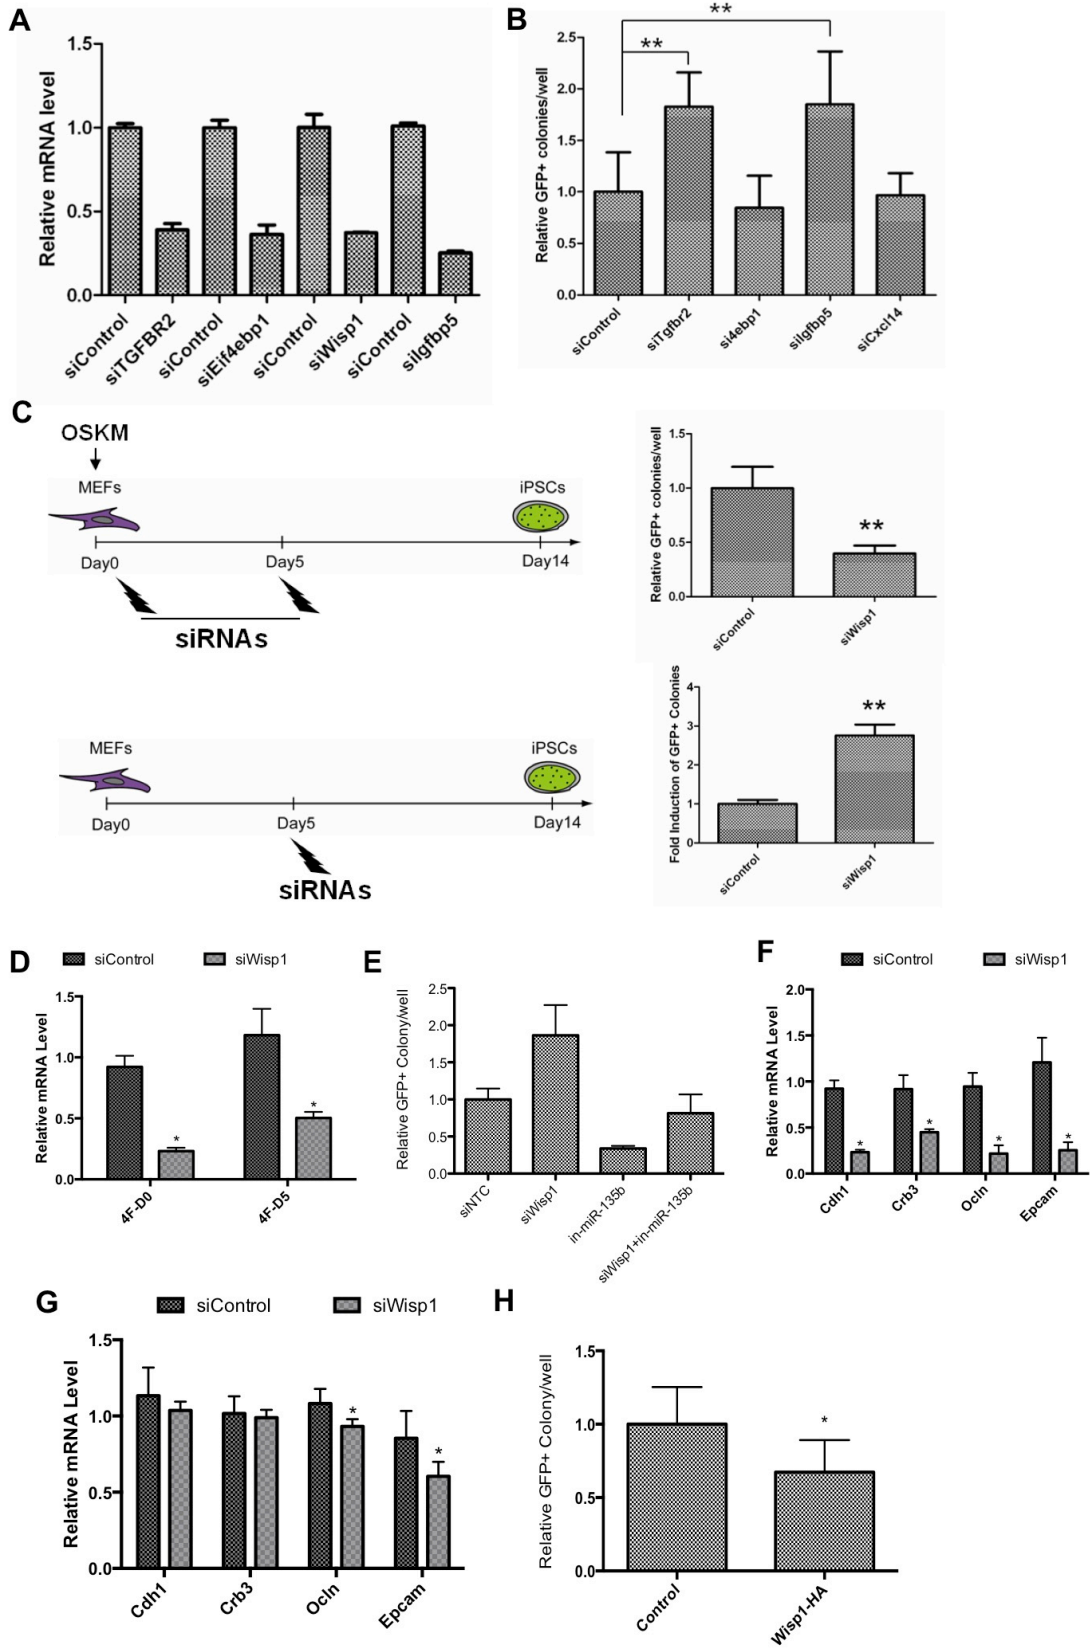 A
Relative mRNA level
1.5
1.0
0.5
0.0
siControl
siTGFBR2
siControl
siEif4ebp1
siControl
siWisp1
siControl
siIgfbp5
B
Relative GFP+ colonies/well
**
**
2.5
2.0
1.5
1.0
0.5
0.0
siControl
siTgfbr2
si4ebp1
siIgfbp5
siCxcl14
C
OSKM
MEFs
iPSCs
Day0
Day5
Day14
siRNAs
Relative GFP+ colonies/well
1.5
1.0
0.5
0.0
**
siControl
siWisp1
MEFs
iPSCs
Day0
Day5
Day14
siRNAs
Fold Induction of GFP+ Colonies
4
3
2
1
0
**
siControl
siWisp1
D
siControl
siWisp1
Relative mRNA Level
1.5
1.0
0.5
0.0
*
*
4F-D0
4F-D5
E
Relative GFP+ Colony/well
2.5
2.0
1.5
1.0
0.5
0.0
siNTC
siWisp1
in-miR-135b
siWisp1+in-miR-135b
F
siControl
siWisp1
Relative mRNA Level
2.0
1.5
1.0
0.5
0.0
*
*
*
*
Cdh1
Crb3
Ocln
Epcam
G
siControl
siWisp1
Relative mRNA Level
1.5
1.0
0.5
0.0
*
*
Cdh1
Crb3
Ocln
Epcam
H
Relative GFP+ Colony/well
1.5
1.0
0.5
0.0
*
Control
Wisp1-HA